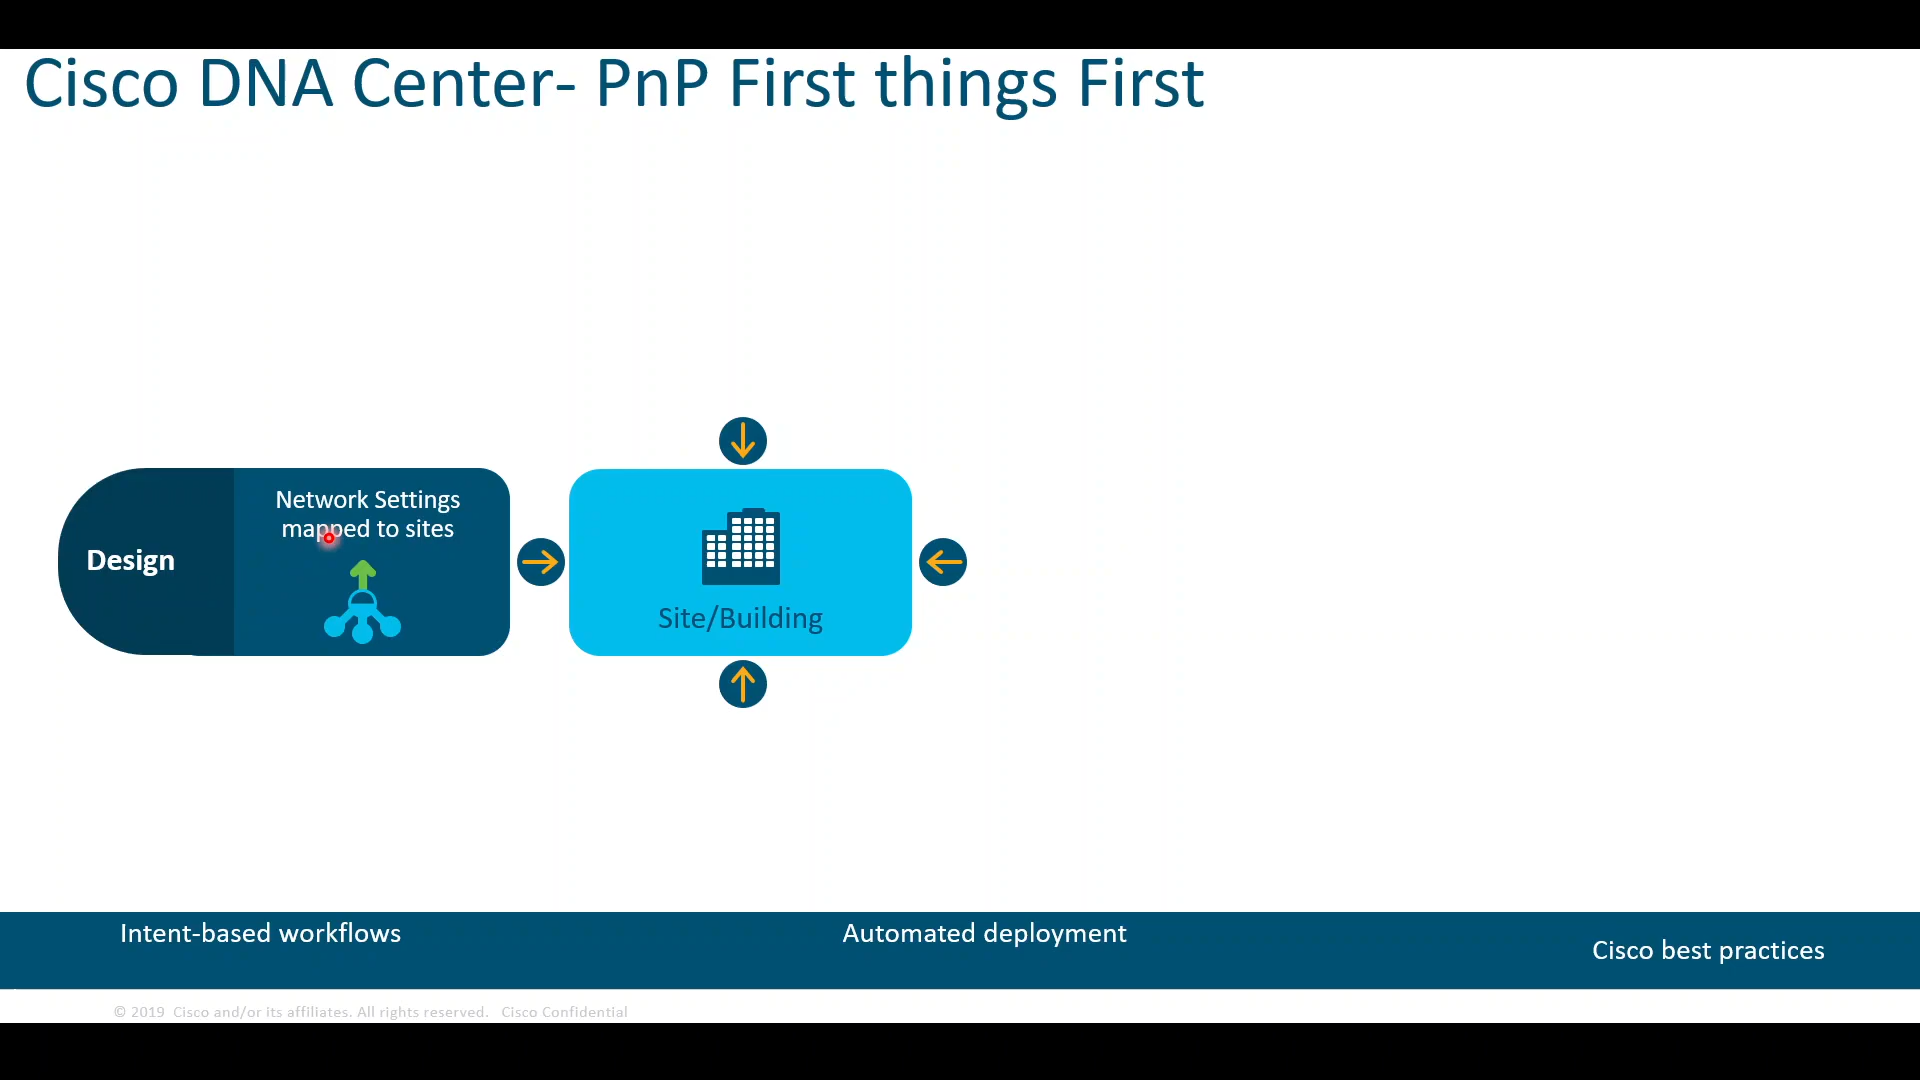 Cisco DNA Center- PnP First things First
Network Settings
mapped to sites
Design
Site/Building
Intent-based workflows
Automated deployment
Cisco best practices
© 2019 Cisco and/or its affiliates. All rights reserved. Cisco Confidential